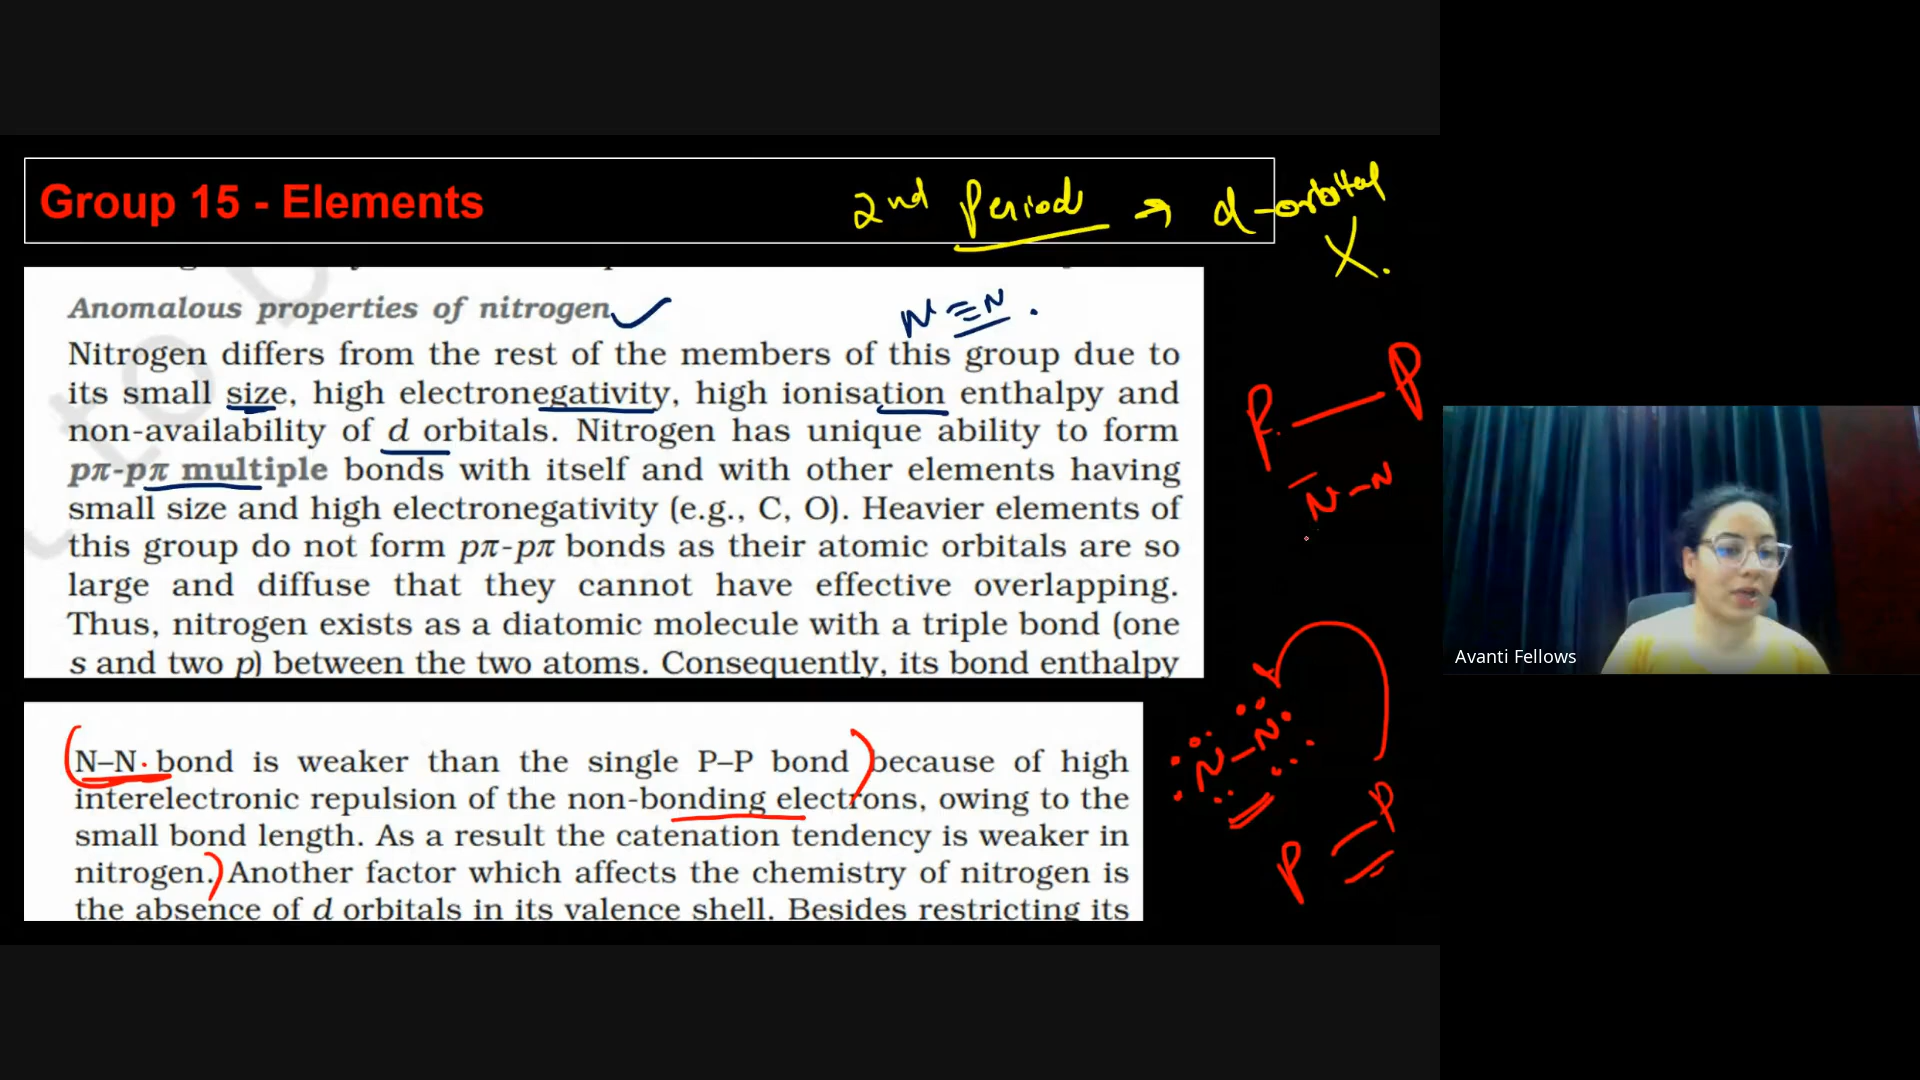 Group 15 - Elements
2nd Period → d-orbital
X.
Anomalous properties of nitrogen
N≡N.
Nitrogen differs from the rest of the members of this group due to
its small size, high electronegativity, high ionisation enthalpy and
non-availability of d orbitals. Nitrogen has unique ability to form
pπ-pπ multiple bonds with itself and with other elements having
small size and high electronegativity (e.g., C, O). Heavier elements of
this group do not form pπ-pπ bonds as their atomic orbitals are so
large and diffuse that they cannot have effective overlapping.
Thus, nitrogen exists as a diatomic molecule with a triple bond (one
s and two p) between the two atoms. Consequently, its bond enthalpy
P—P
N-N
Avanti Fellows
N-N
P-P
N–N bond is weaker than the single P–P bond because of high
interelectronic repulsion of the non-bonding electrons, owing to the
small bond length. As a result the catenation tendency is weaker in
nitrogen. Another factor which affects the chemistry of nitrogen is
the absence of d orbitals in its valence shell. Besides restricting its